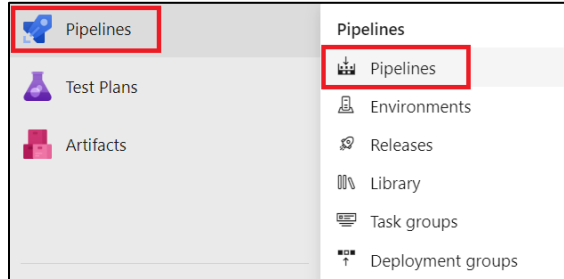 Pipelines
Test Plans
Artifacts
Pipelines
Pipelines
Environments
Releases
Library
Task groups
Deployment groups